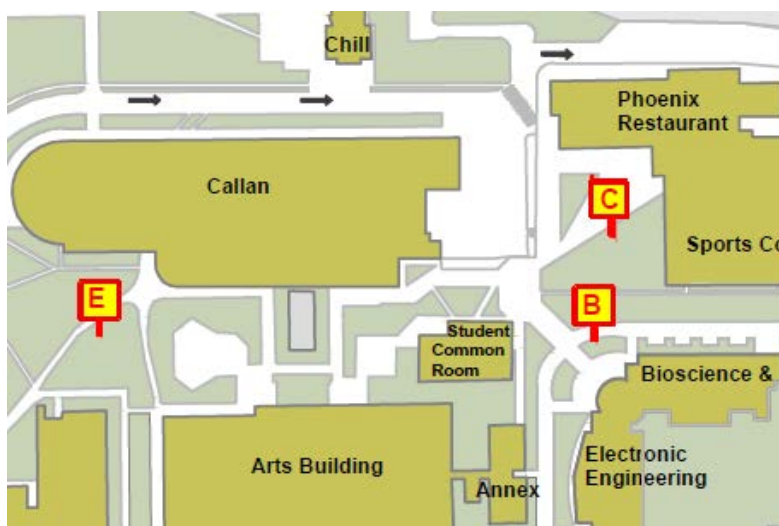 Chill
Phoenix
Restaurant
Callan
C
Sports Co
E
B
Student
Common
Room
Bioscience &
Arts Building
Electronic
Engineering
Annex